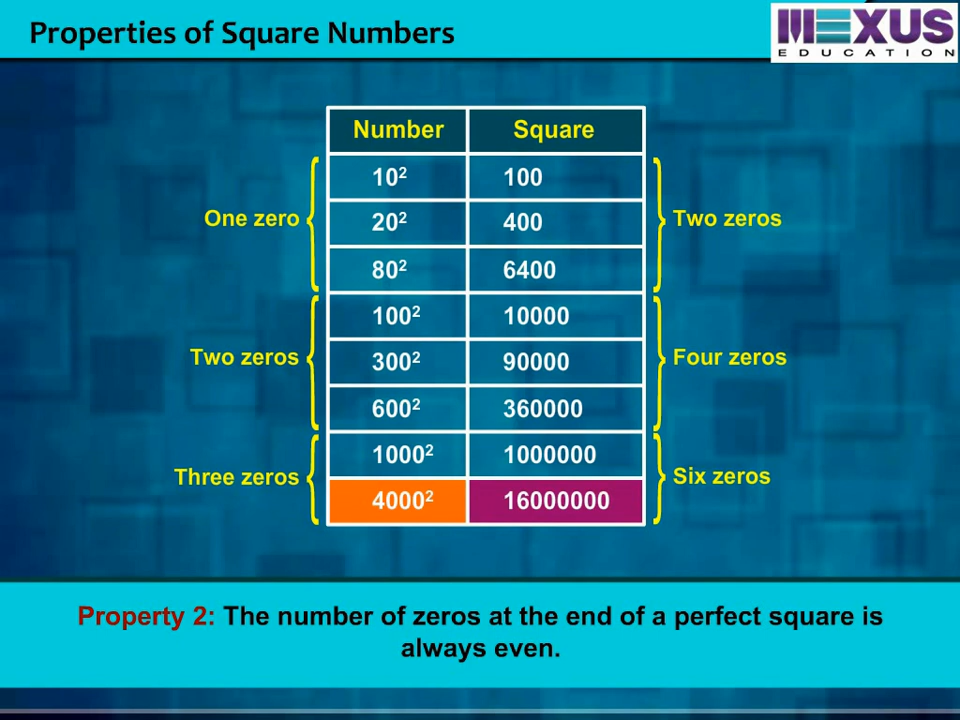 Properties of Square Numbers
MEXUS
EDUCATION
Number Square
10² 100
One zero 20² 400 Two zeros
80² 6400
100² 10000
Two zeros 300² 90000 Four zeros
600² 360000
1000² 1000000
Three zeros Six zeros
4000² 16000000
Property 2: The number of zeros at the end of a perfect square is
always even.